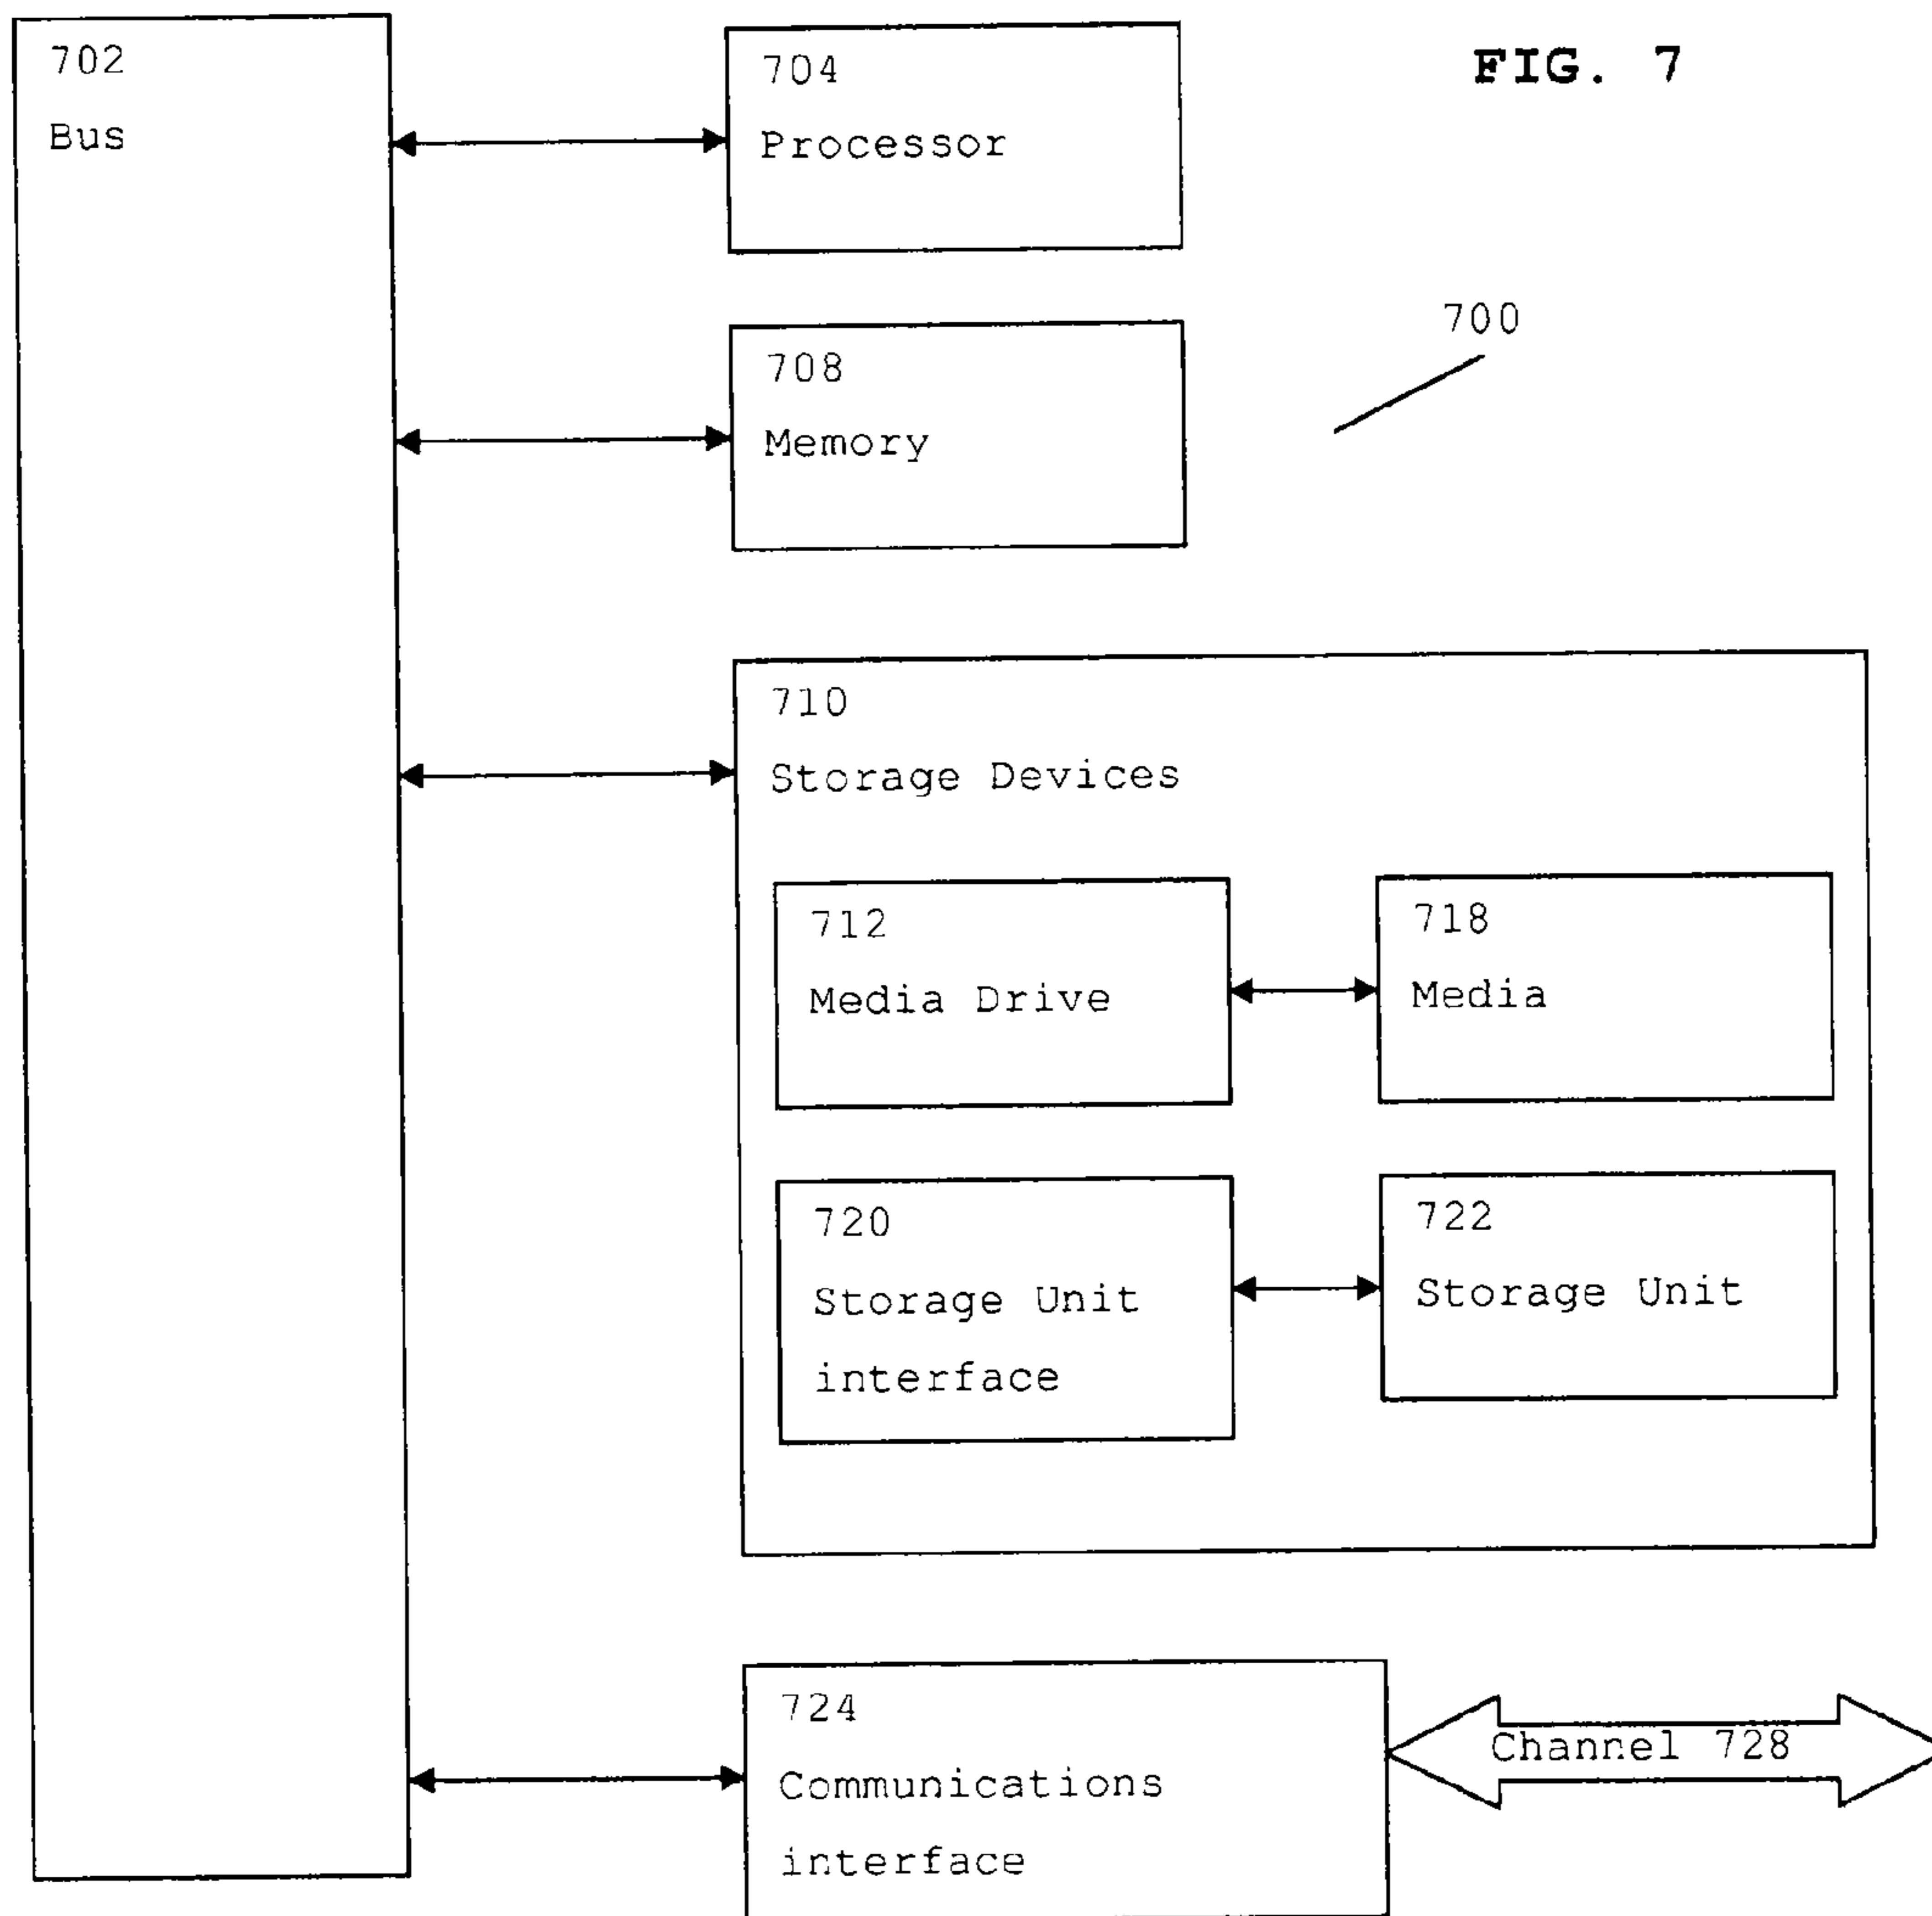 702
Bus
704
Processor
FIG. 7
700
708
Memory
710
Storage Devices
712
Media Drive
718
Media
720
Storage Unit
interface
722
Storage Unit
724
Communications
interface
Channel 728